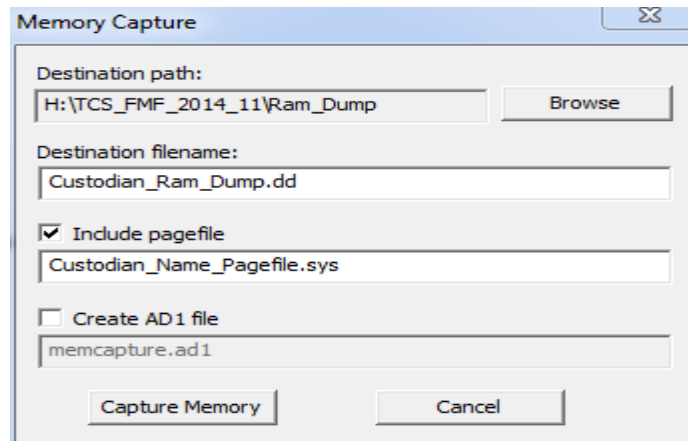 Memory Capture
Destination path:
H:\TCS_FMF_2014_11\Ram_Dump
Browse
Destination filename:
Custodian_Ram_Dump.dd
Include pagefile
Custodian_Name_Pagefile.sys
Create AD1 file
memcapture.ad1
Capture Memory
Cancel